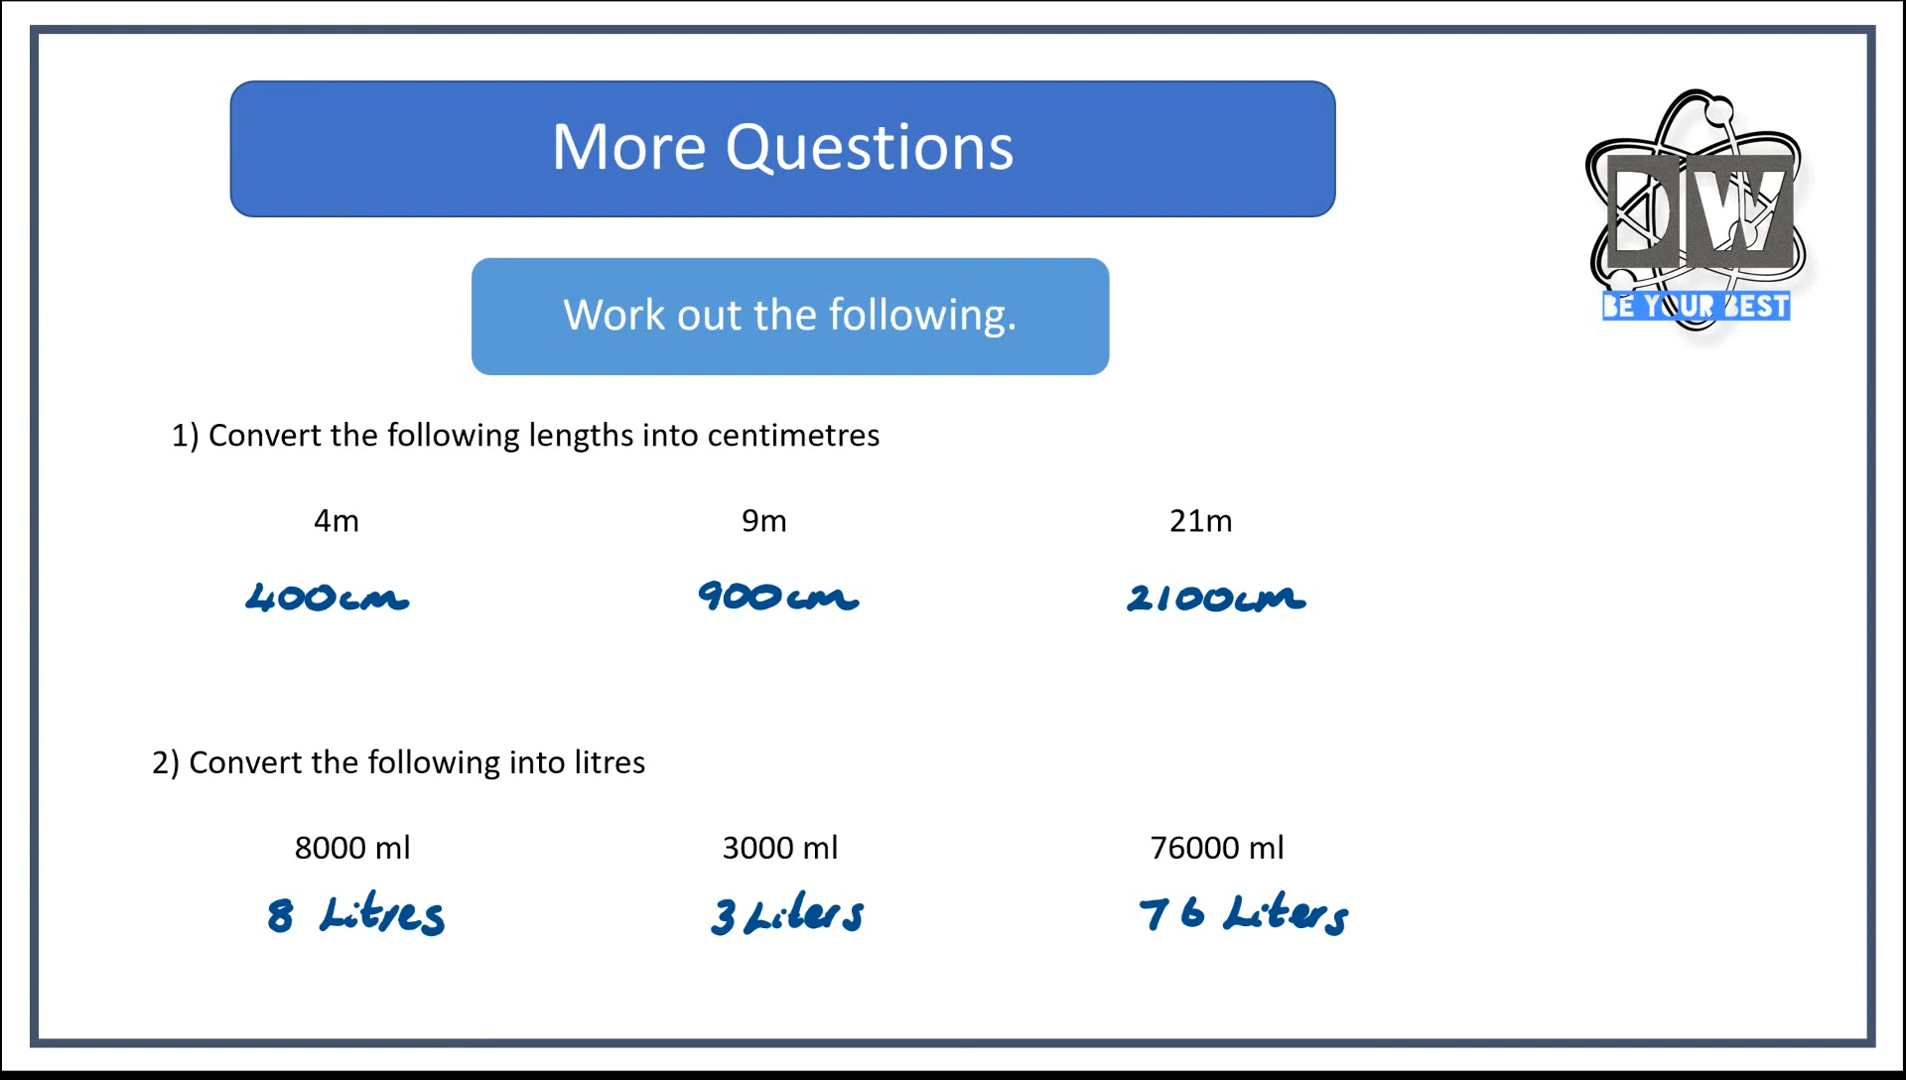 More Questions
DW
BE YOUR BEST
Work out the following.
1) Convert the following lengths into centimetres
4m 9m 21m
400cm 900cm 2100cm
2) Convert the following into litres
8000 ml 3000 ml 76000 ml
8 Litres 3 Liters 76 Liters